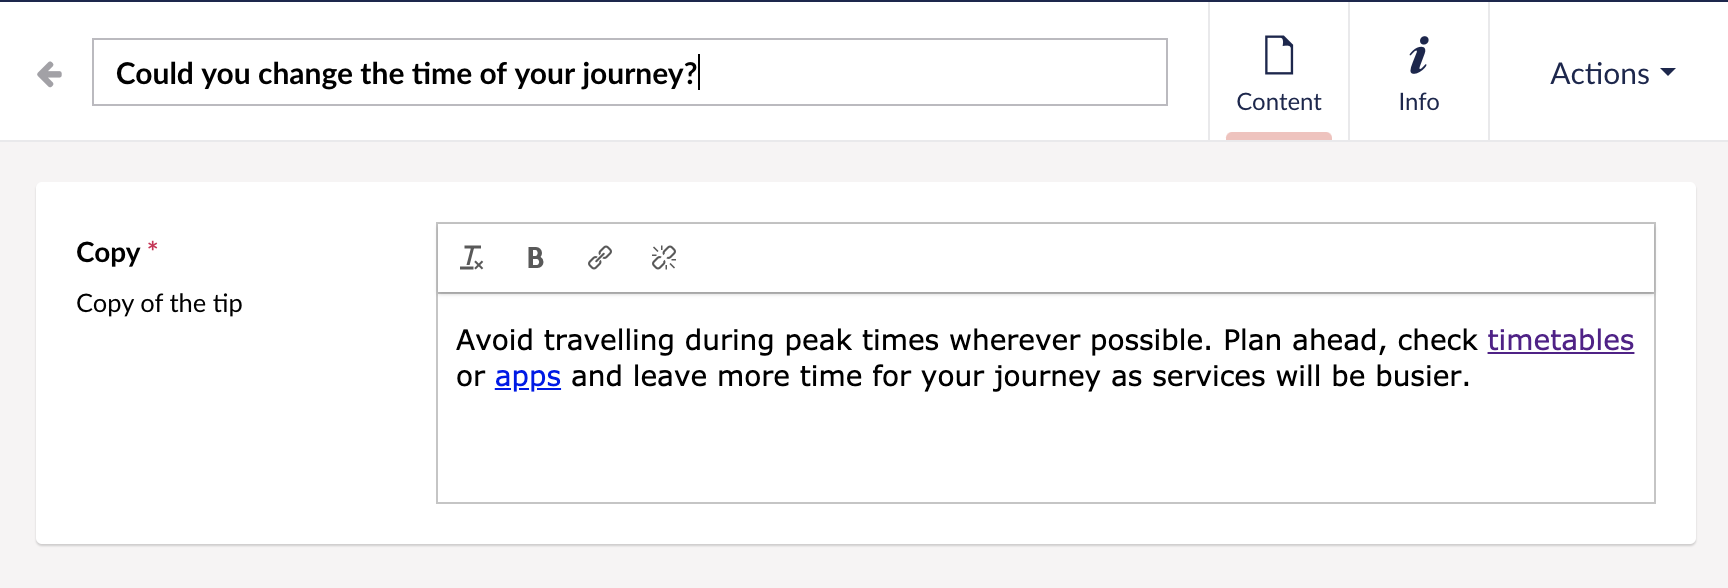 Could you change the time of your journey?
Content
Info
Actions
Copy *
Copy of the tip
B
Avoid travelling during peak times wherever possible. Plan ahead, check timetables
or apps and leave more time for your journey as services will be busier.